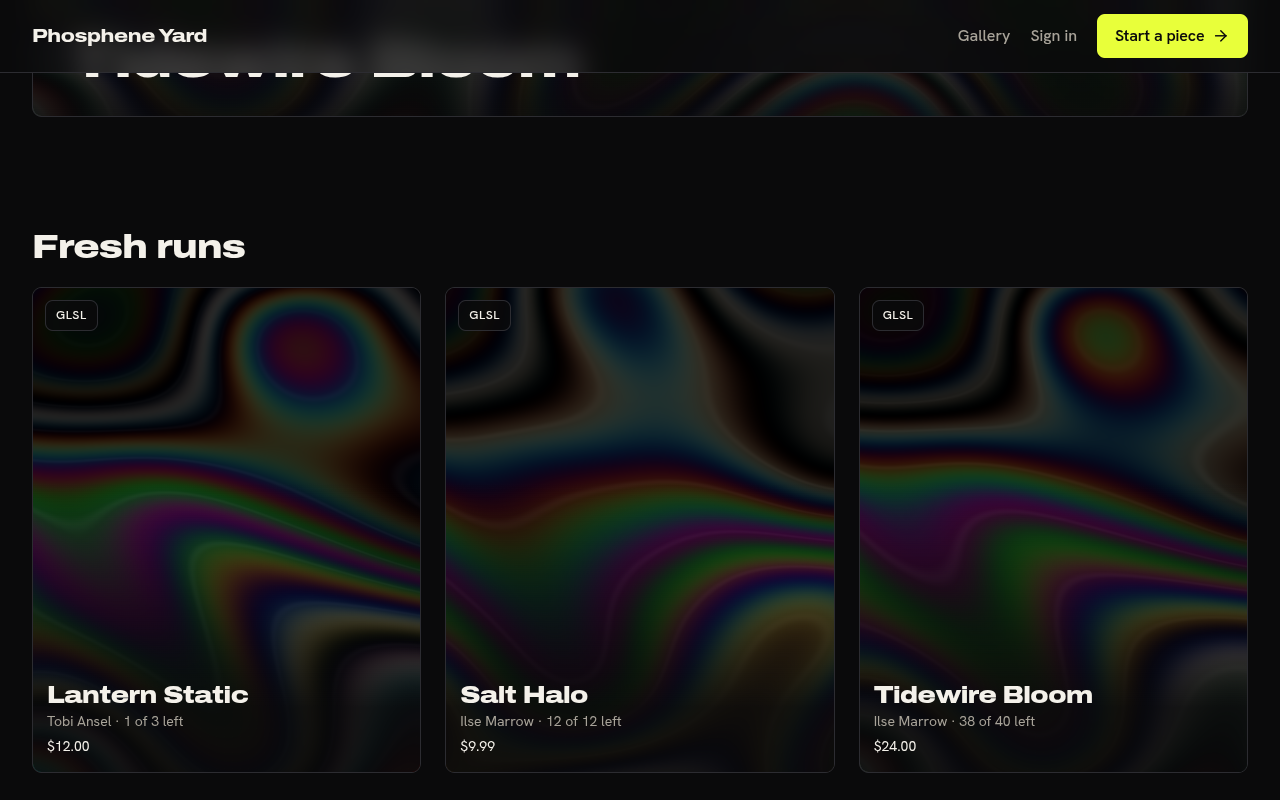 Phosphene Yard
Gallery
Sign in
Start a piece
Tidewire Bloom
Fresh runs
GLSL
Lantern Static
Tobi Ansel · 1 of 3 left
$12.00
GLSL
Salt Halo
Ilse Marrow · 12 of 12 left
$9.99
GLSL
Tidewire Bloom
Ilse Marrow · 38 of 40 left
$24.00